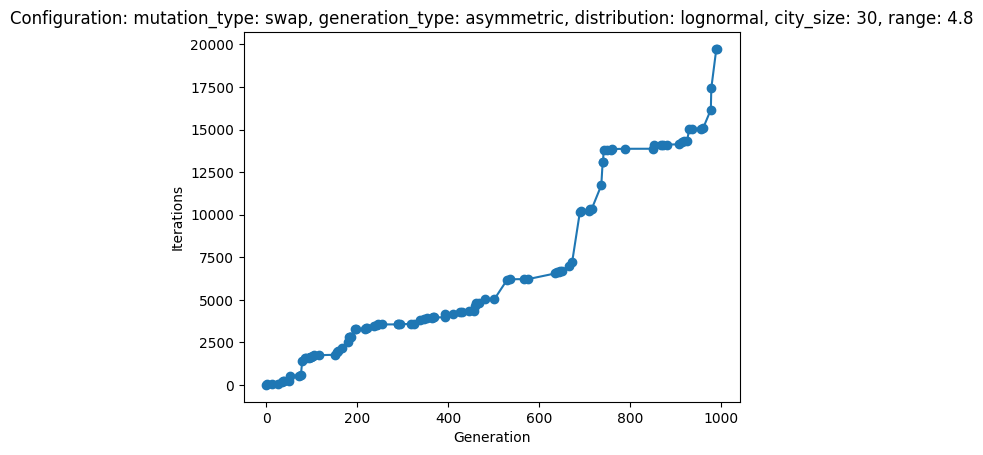 Configuration: mutation_type: swap, generation_type: asymmetric, distribution: lognormal, city_size: 30, range: 4.8
20000
17500
15000
12500
10000
7500
5000
2500
0
Iterations
0 200 400 600 800 1000
Generation